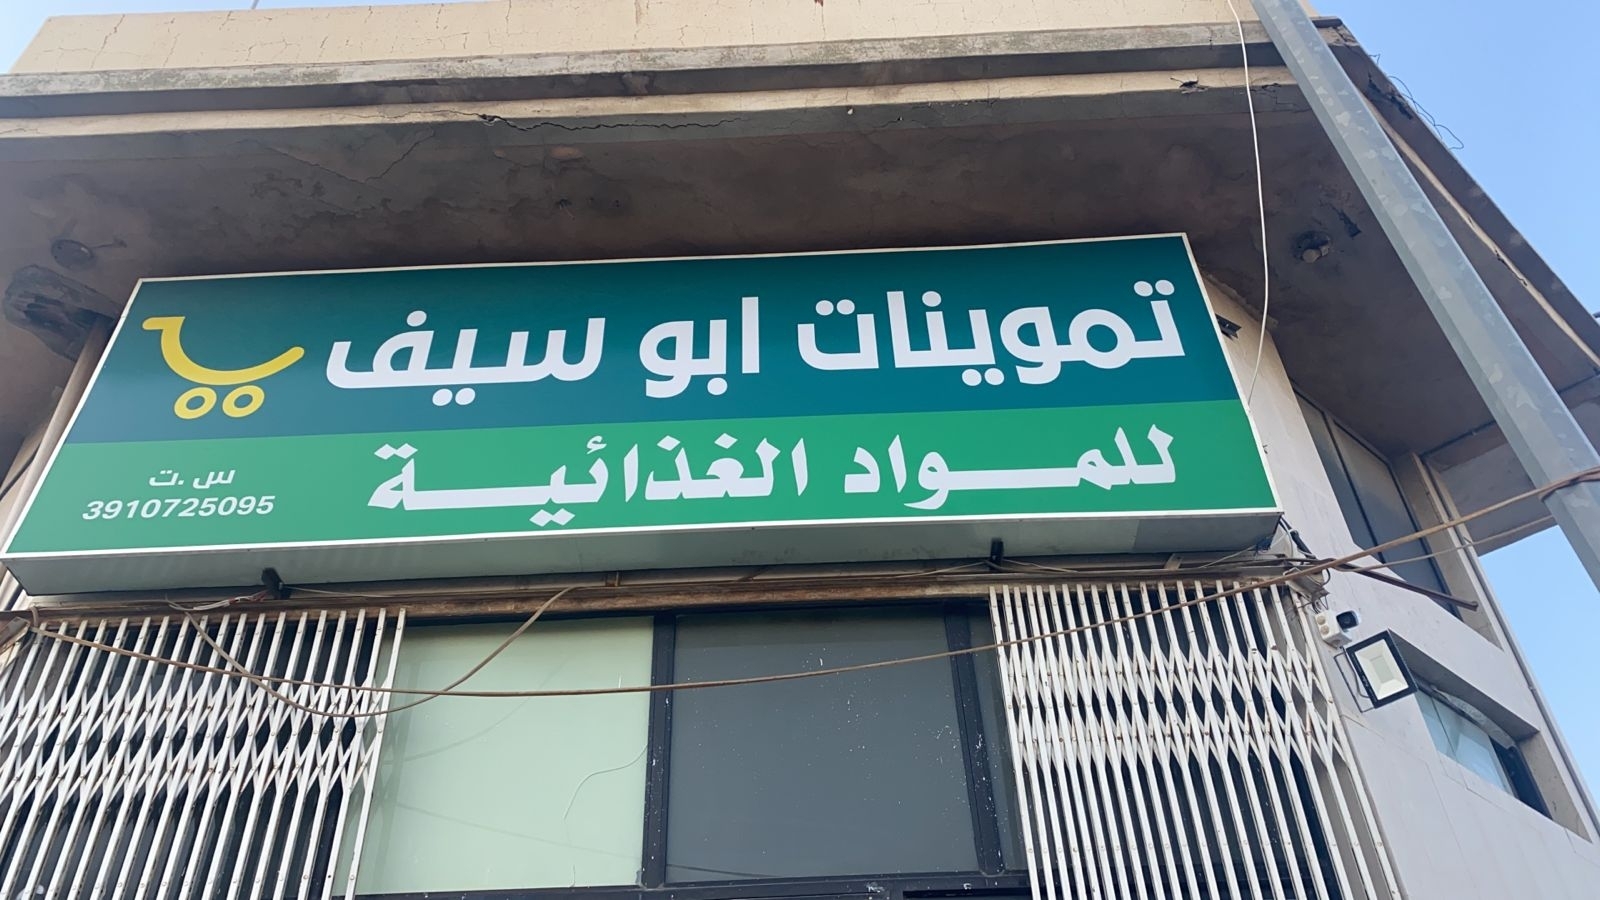 تموينات ابو سيف
للمواد الغذائية
س.ت
3910725095